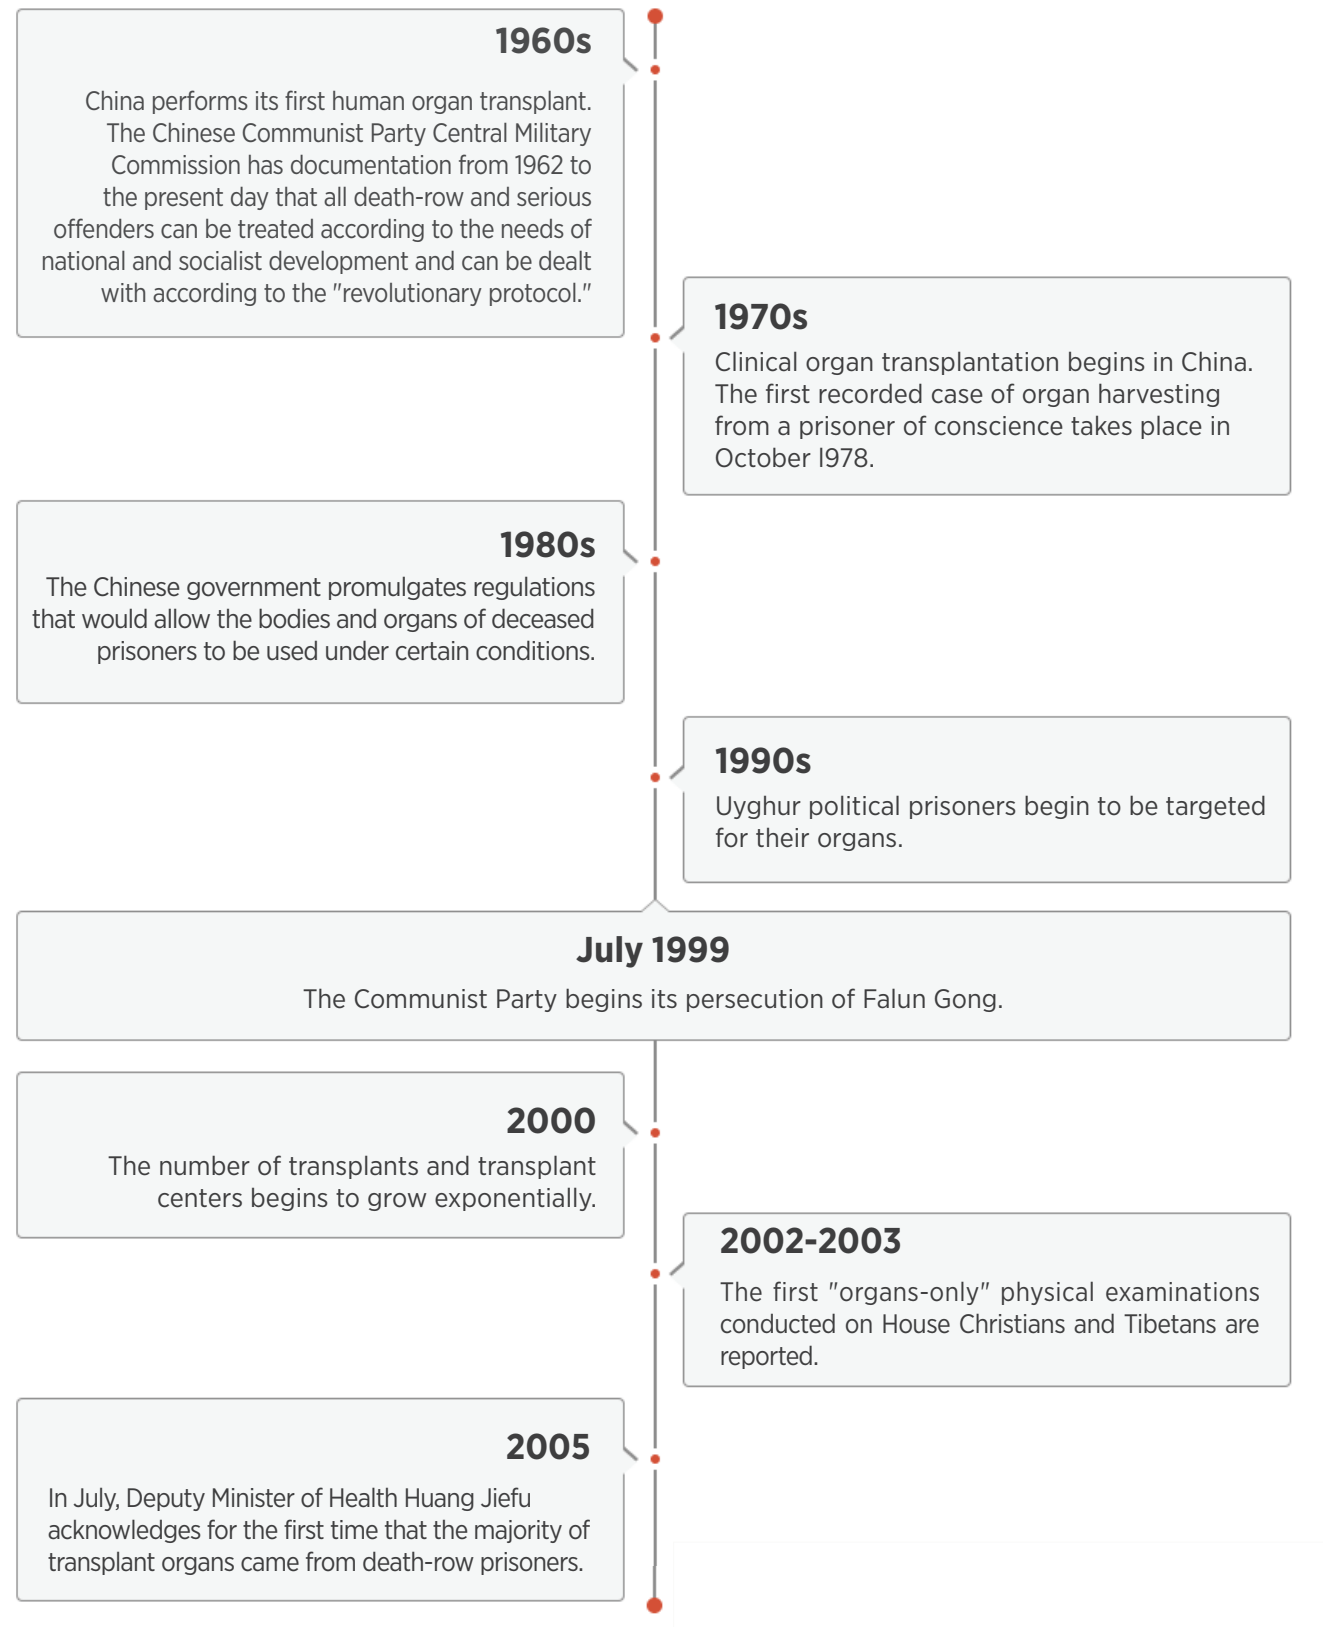 1960s
China performs its first human organ transplant.
The Chinese Communist Party Central Military
Commission has documentation from 1962 to
the present day that all death-row and serious
offenders can be treated according to the needs of
national and socialist development and can be dealt
with according to the "revolutionary protocol."
1970s
Clinical organ transplantation begins in China.
The first recorded case of organ harvesting
from a prisoner of conscience takes place in
October l978.
1980s
The Chinese government promulgates regulations
that would allow the bodies and organs of deceased
prisoners to be used under certain conditions.
1990s
Uyghur political prisoners begin to be targeted
for their organs.
July 1999
The Communist Party begins its persecution of Falun Gong.
2000
The number of transplants and transplant
centers begins to grow exponentially.
2002-2003
The first "organs-only" physical examinations
conducted on House Christians and Tibetans are
reported.
2005
In July, Deputy Minister of Health Huang Jiefu
acknowledges for the first time that the majority of
transplant organs came from death-row prisoners.